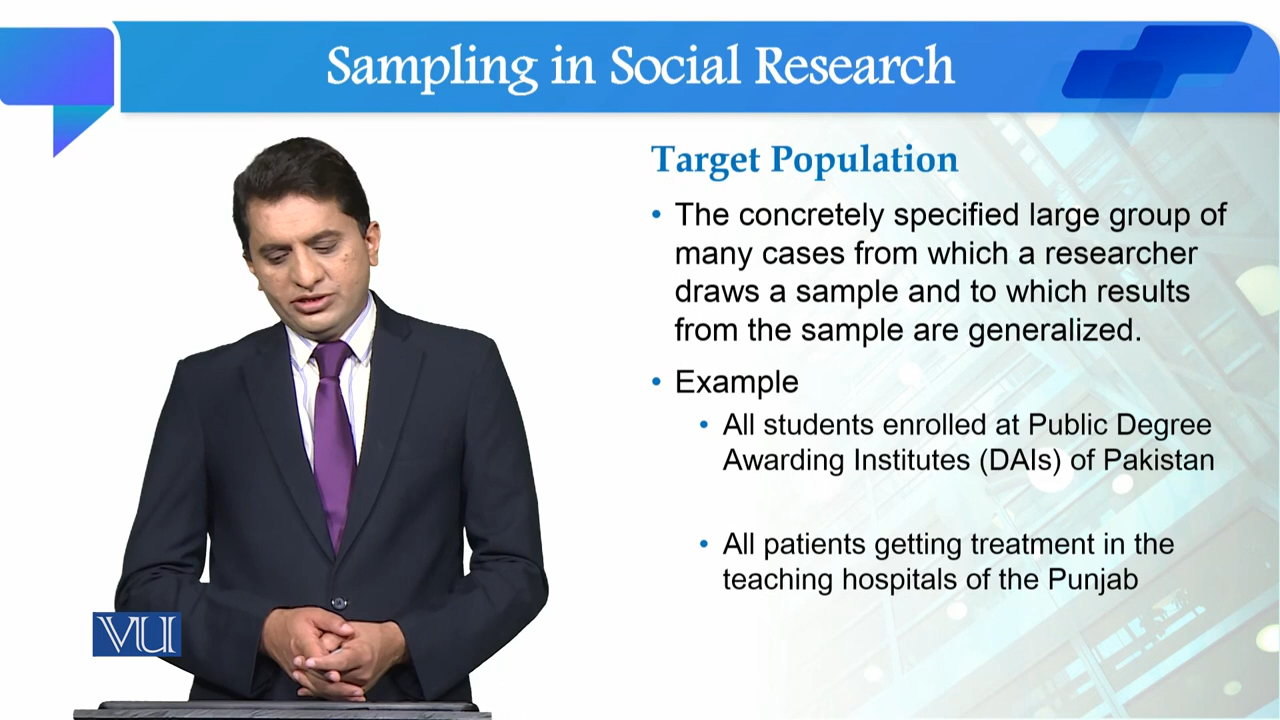 Sampling in Social Research
Target Population
• The concretely specified large group of
many cases from which a researcher
draws a sample and to which results
from the sample are generalized.
• Example
• All students enrolled at Public Degree
Awarding Institutes (DAIs) of Pakistan
• All patients getting treatment in the
teaching hospitals of the Punjab
VU